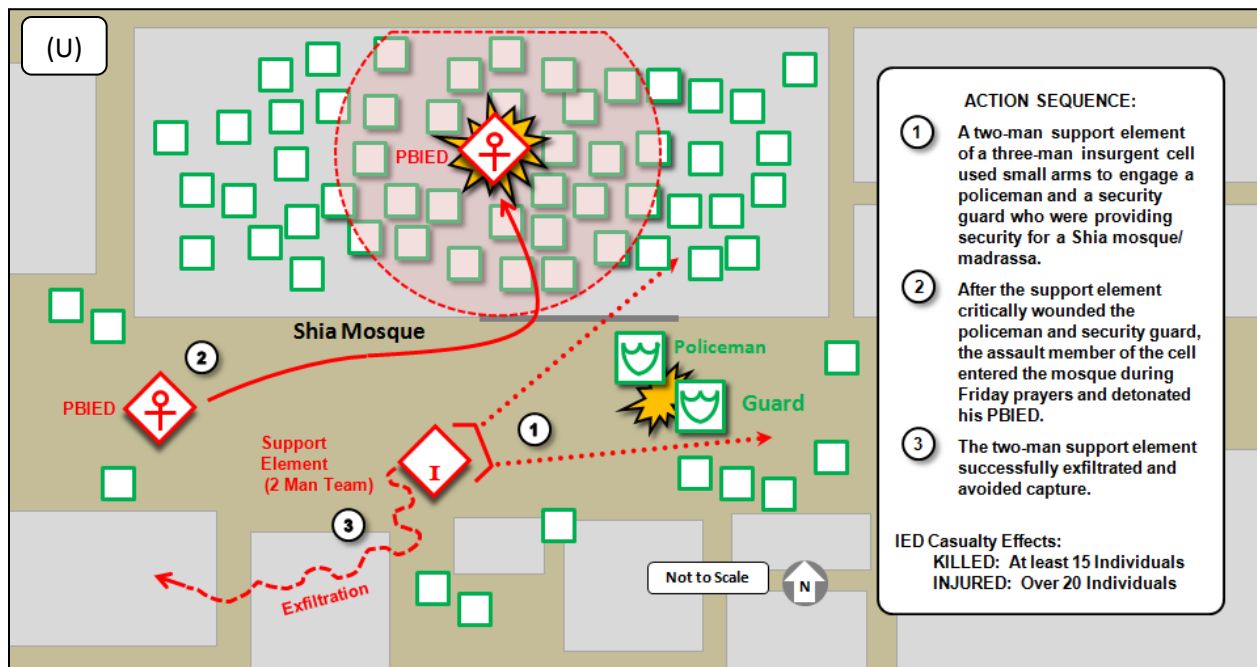 (U)
PBIED
Shia Mosque
Policeman
Guard
2
PBIED
1
Support
Element
(2 Man Team)
I
3
Exfiltration
Not to Scale
N
ACTION SEQUENCE:
1 A two-man support element
of a three-man insurgent cell
used small arms to engage a
policeman and a security
guard who were providing
security for a Shia mosque/
madrassa.
2 After the support element
critically wounded the
policeman and security guard,
the assault member of the cell
entered the mosque during
Friday prayers and detonated
his PBIED.
3 The two-man support element
successfully exfiltrated and
avoided capture.
IED Casualty Effects:
KILLED: At least 15 Individuals
INJURED: Over 20 Individuals